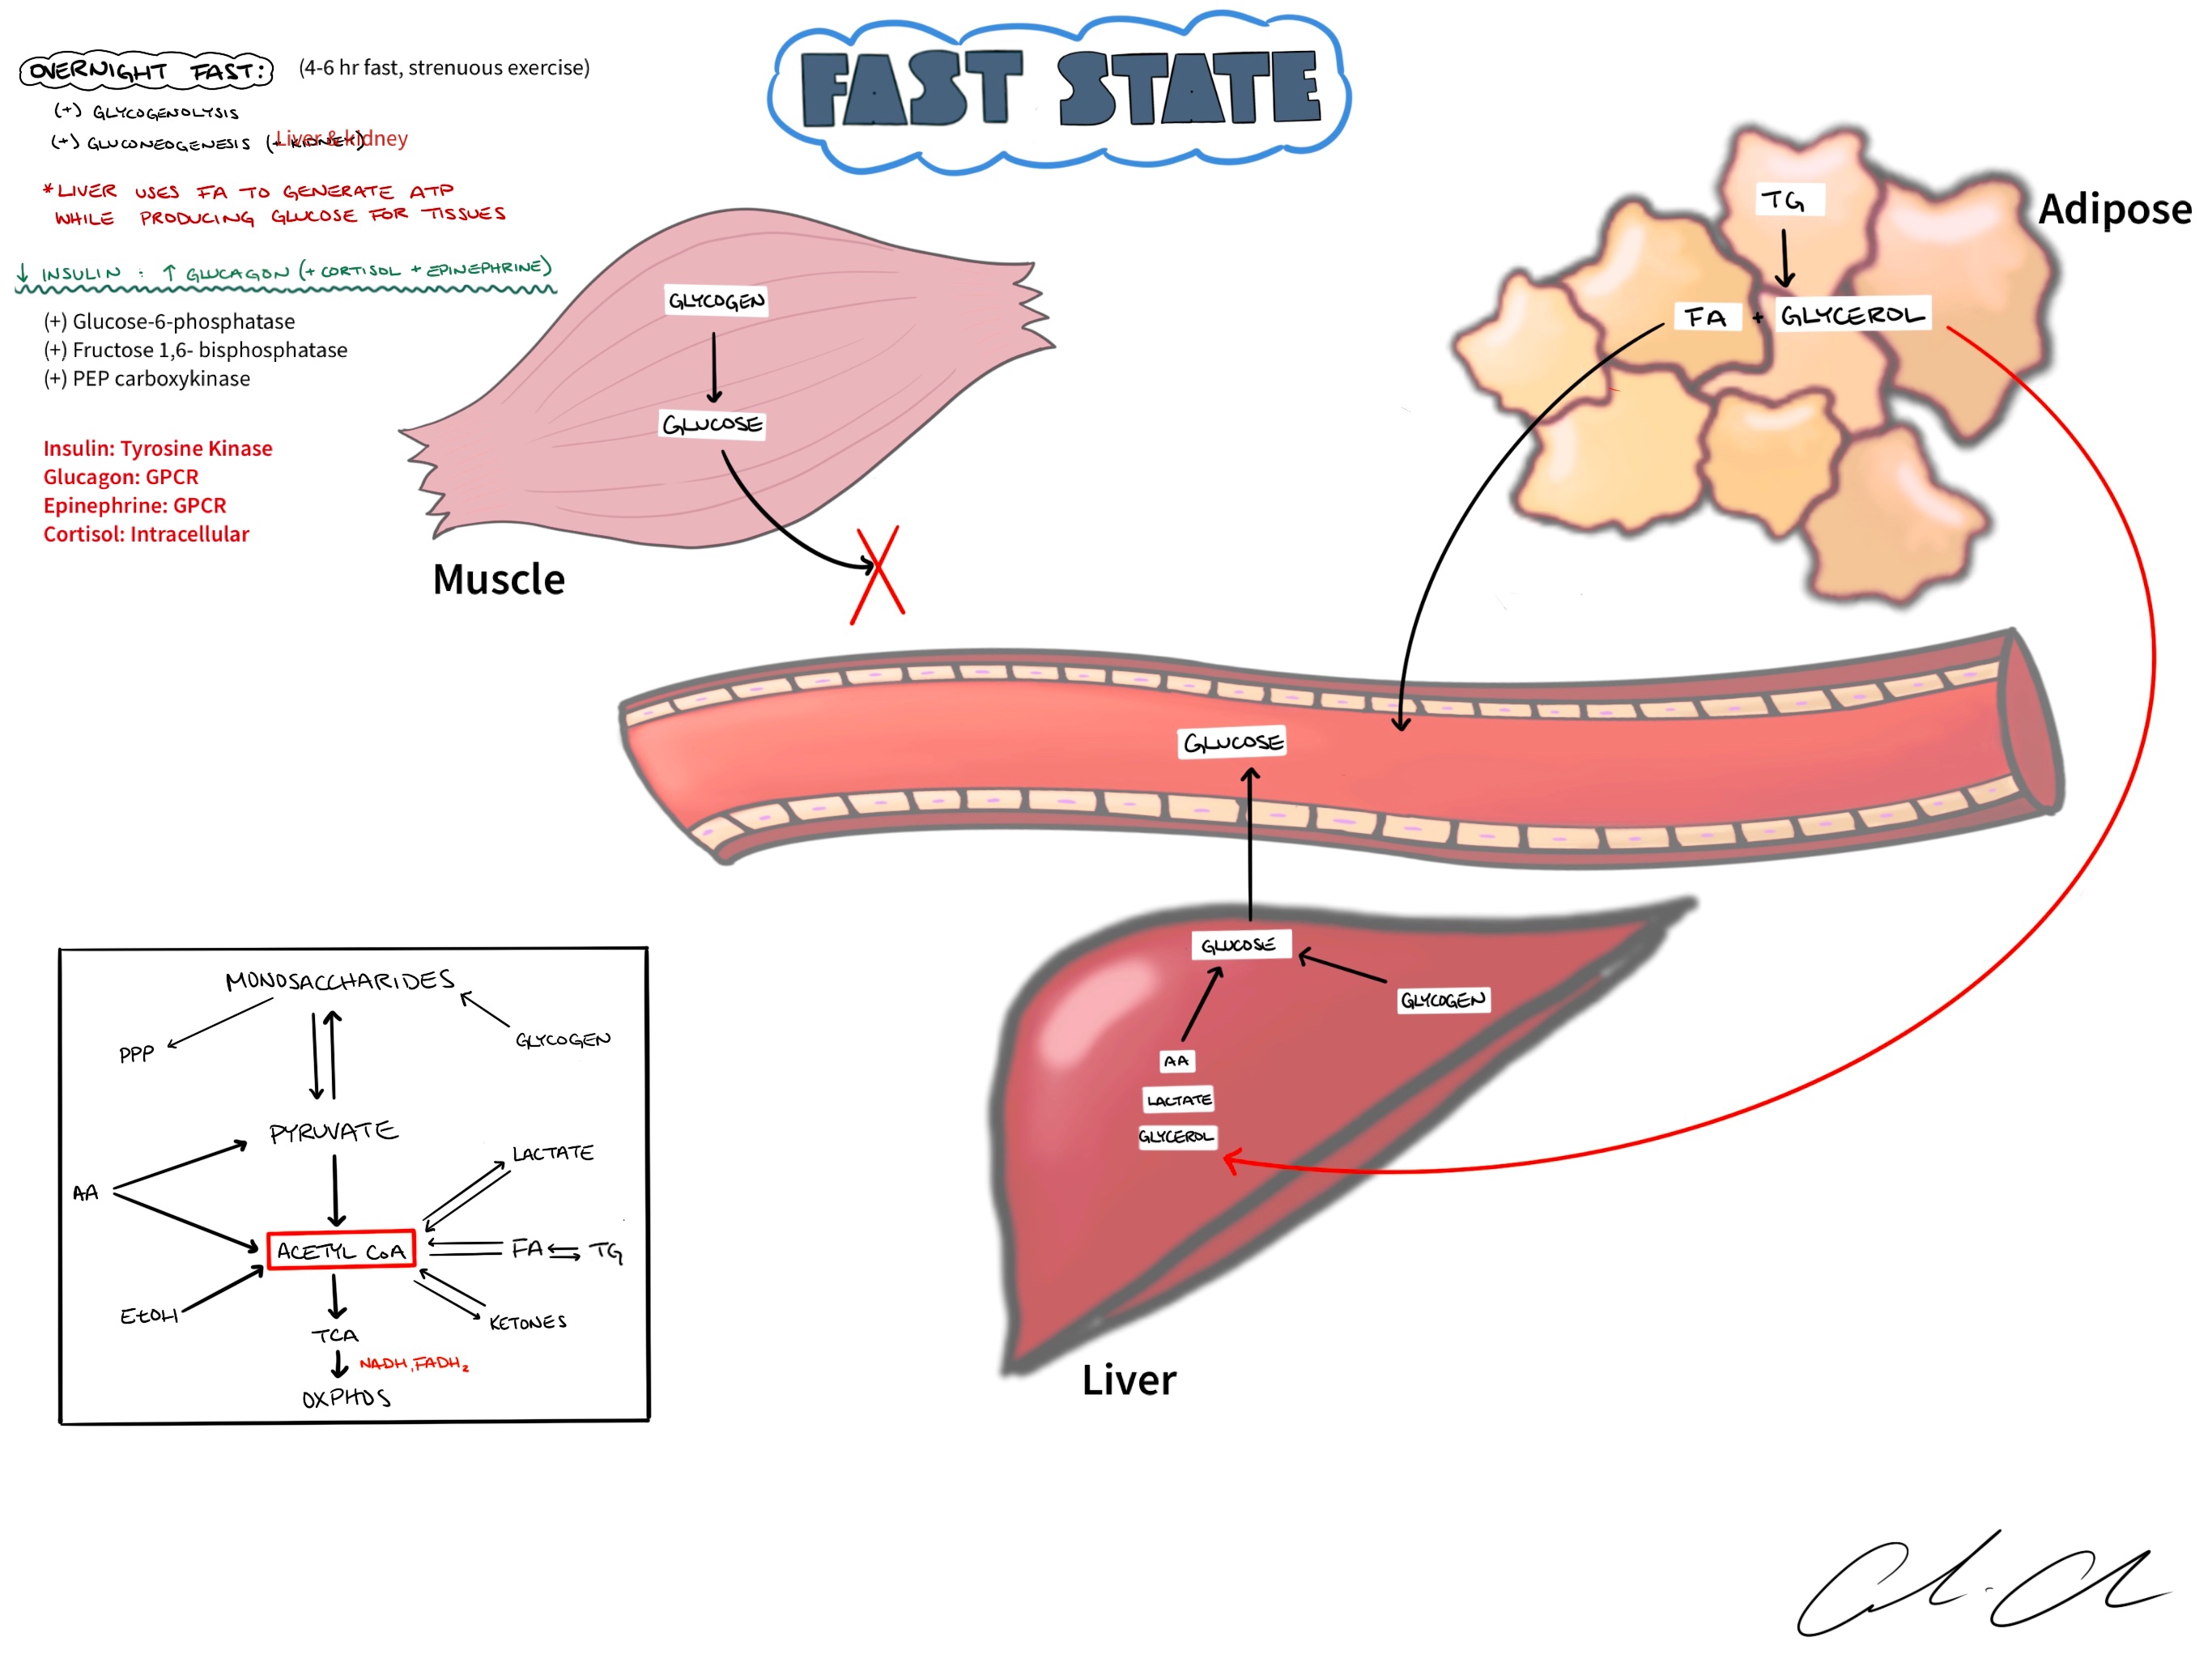 FAST STATE
OVERNIGHT FAST: (4-6 hr fast, strenuous exercise)
(+) GLYCOGENOLYSIS
(+) GLUCONEOGENESIS (+ KIDNEY)
Liver & kidney
*LIVER USES FA TO GENERATE ATP
WHILE PRODUCING GLUCOSE FOR TISSUES
↓ INSULIN : ↑ GLUCAGON (+ CORTISOL + EPINEPHRINE)
(+) Glucose-6-phosphatase
(+) Fructose 1,6- bisphosphatase
(+) PEP carboxykinase
Insulin: Tyrosine Kinase
Glucagon: GPCR
Epinephrine: GPCR
Cortisol: Intracellular
GLYCOGEN
GLUCOSE
Muscle
TG
Adipose
FA + GLYCEROL
GLUCOSE
GLUCOSE
GLYCOGEN
AA
LACTATE
GLYCEROL
Liver
MONOSACCHARIDES
PPP
GLYCOGEN
PYRUVATE
LACTATE
AA
ACETYL CoA
FA
TG
EtOH
KETONES
TCA
NADH, FADH₂
OXPHOS